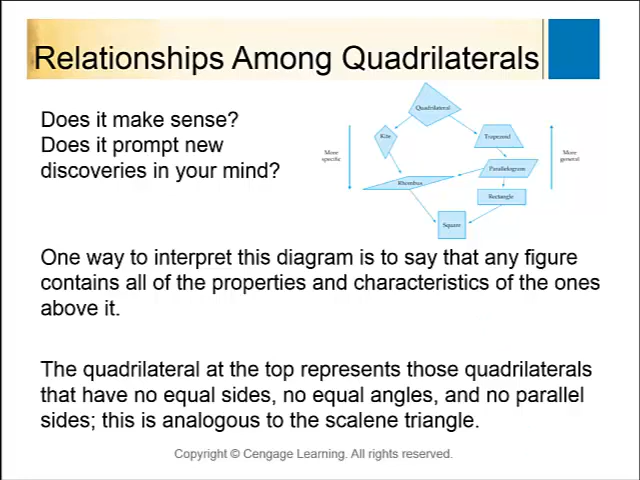 Relationships Among Quadrilaterals
Does it make sense?
Does it prompt new
discoveries in your mind?
Quadrilateral
Kite
Trapezoid
More
specific
More
general
Parallelogram
Rhombus
Rectangle
Square
One way to interpret this diagram is to say that any figure
contains all of the properties and characteristics of the ones
above it.
The quadrilateral at the top represents those quadrilaterals
that have no equal sides, no equal angles, and no parallel
sides; this is analogous to the scalene triangle.
Copyright © Cengage Learning. All rights reserved.